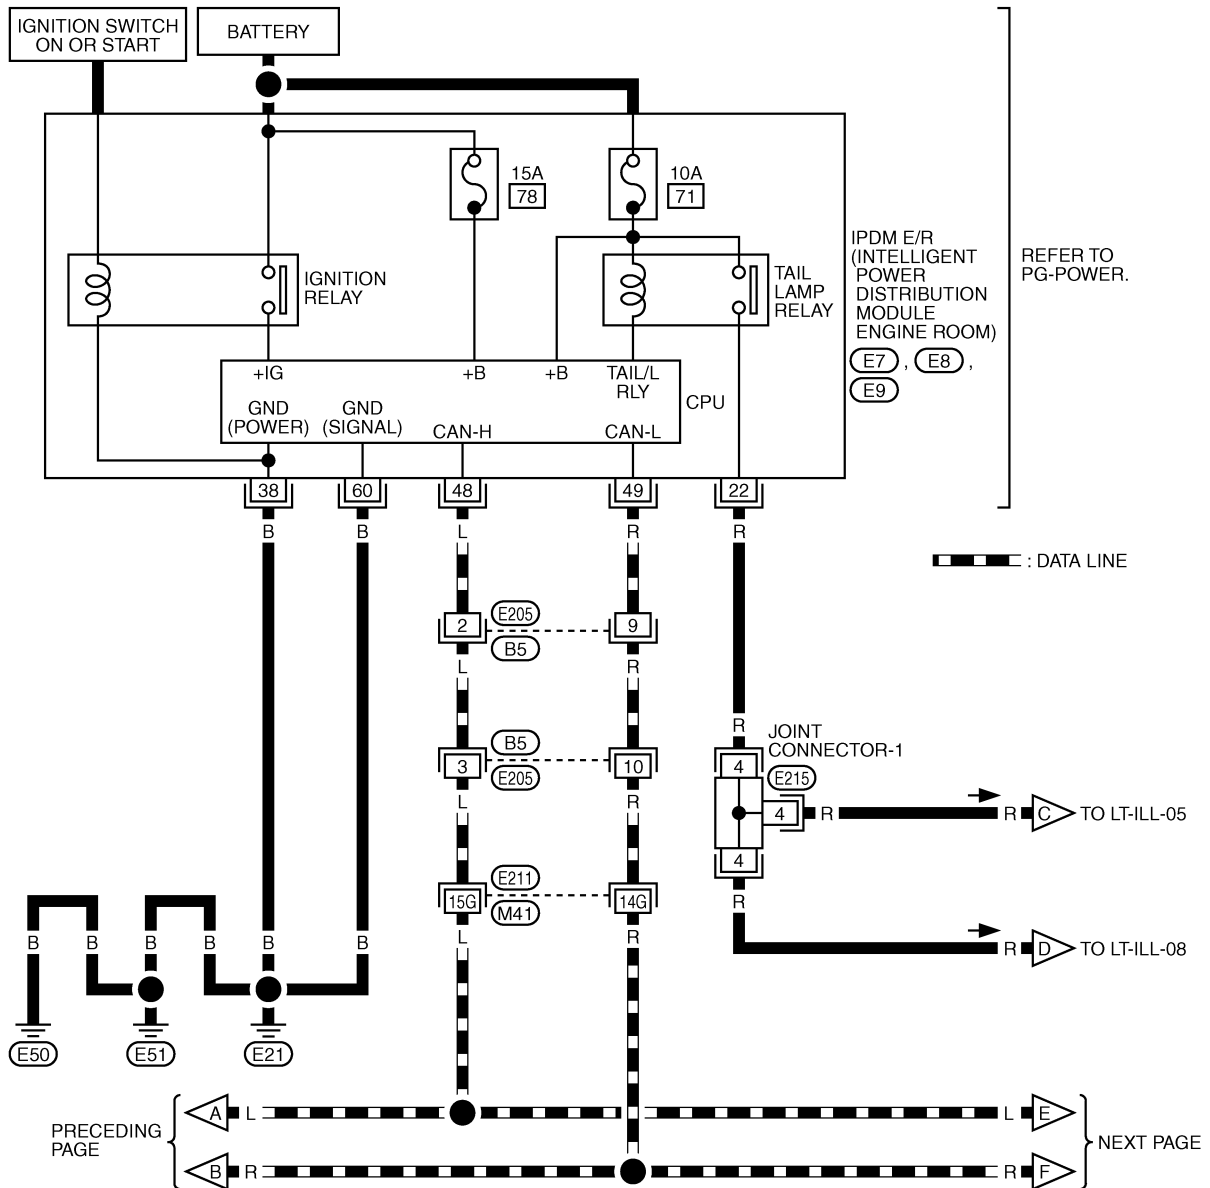 IGNITION SWITCH
ON OR START
BATTERY
15A
78
10A
71
IGNITION
RELAY
TAIL
LAMP
RELAY
IPDM E/R
(INTELLIGENT
POWER
DISTRIBUTION
MODULE
ENGINE ROOM)
E7 , E8 ,
E9
REFER TO
PG-POWER.
+IG
+B
+B
TAIL/L
RLY
CPU
GND
(POWER)
GND
(SIGNAL)
CAN-H
CAN-L
38
60
48
49
22
B
B
L
R
R
: DATA LINE
2
E205
B5
9
L
R
R
3
B5
E205
10
L
R
JOINT
CONNECTOR-1
4
E215
4
4
R
R
C
TO LT-ILL-05
15G
E211
M41
14G
L
R
R
R
D
TO LT-ILL-08
B
B
B
B
B
B
E50
E51
E21
PRECEDING
PAGE
A
L
L
E
B
R
R
F
NEXT PAGE